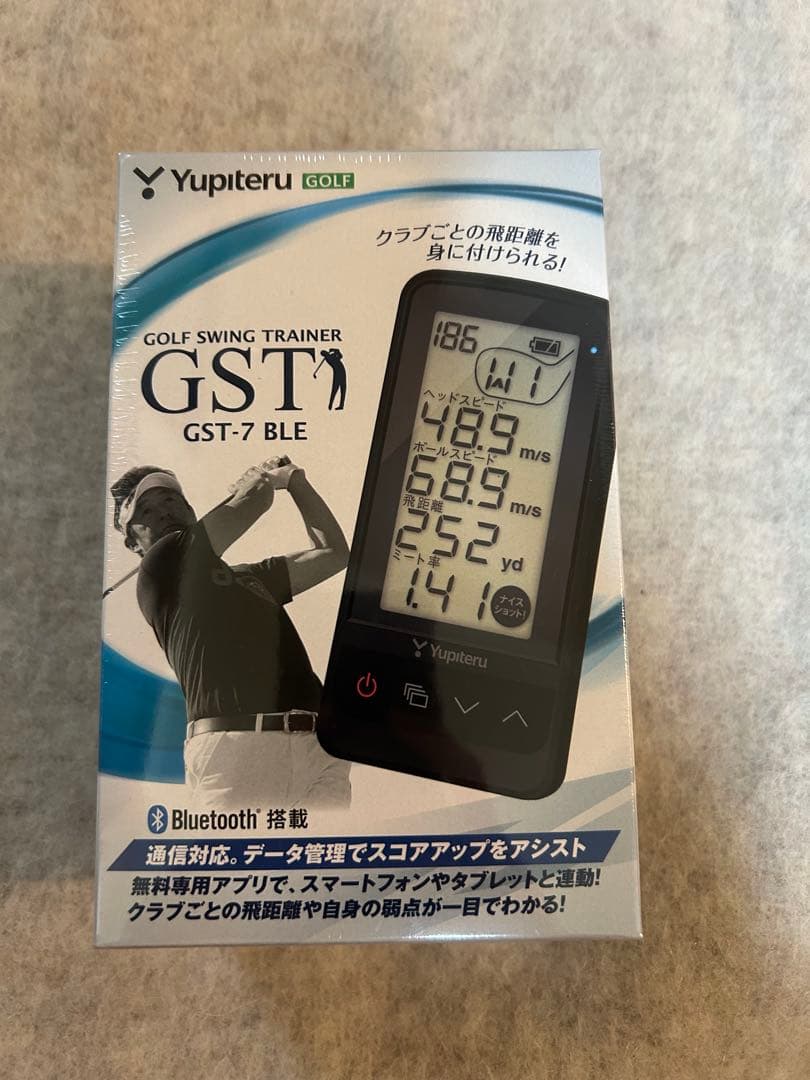 Yupiteru GOLF
クラブごとの飛距離を
身に付けられる!
GOLF SWING TRAINER
GST
GST-7 BLE
186
W1
ヘッドスピード
48.9 m/s
ボールスピード
68.9 m/s
飛距離
252 yd
ミート率
1.41
ナイス
ショット!
Yupiteru
Bluetooth® 搭載
通信対応。データ管理でスコアアップをアシスト
無料専用アプリで、スマートフォンやタブレットと連動!
クラブごとの飛距離や自身の弱点が一目でわかる!